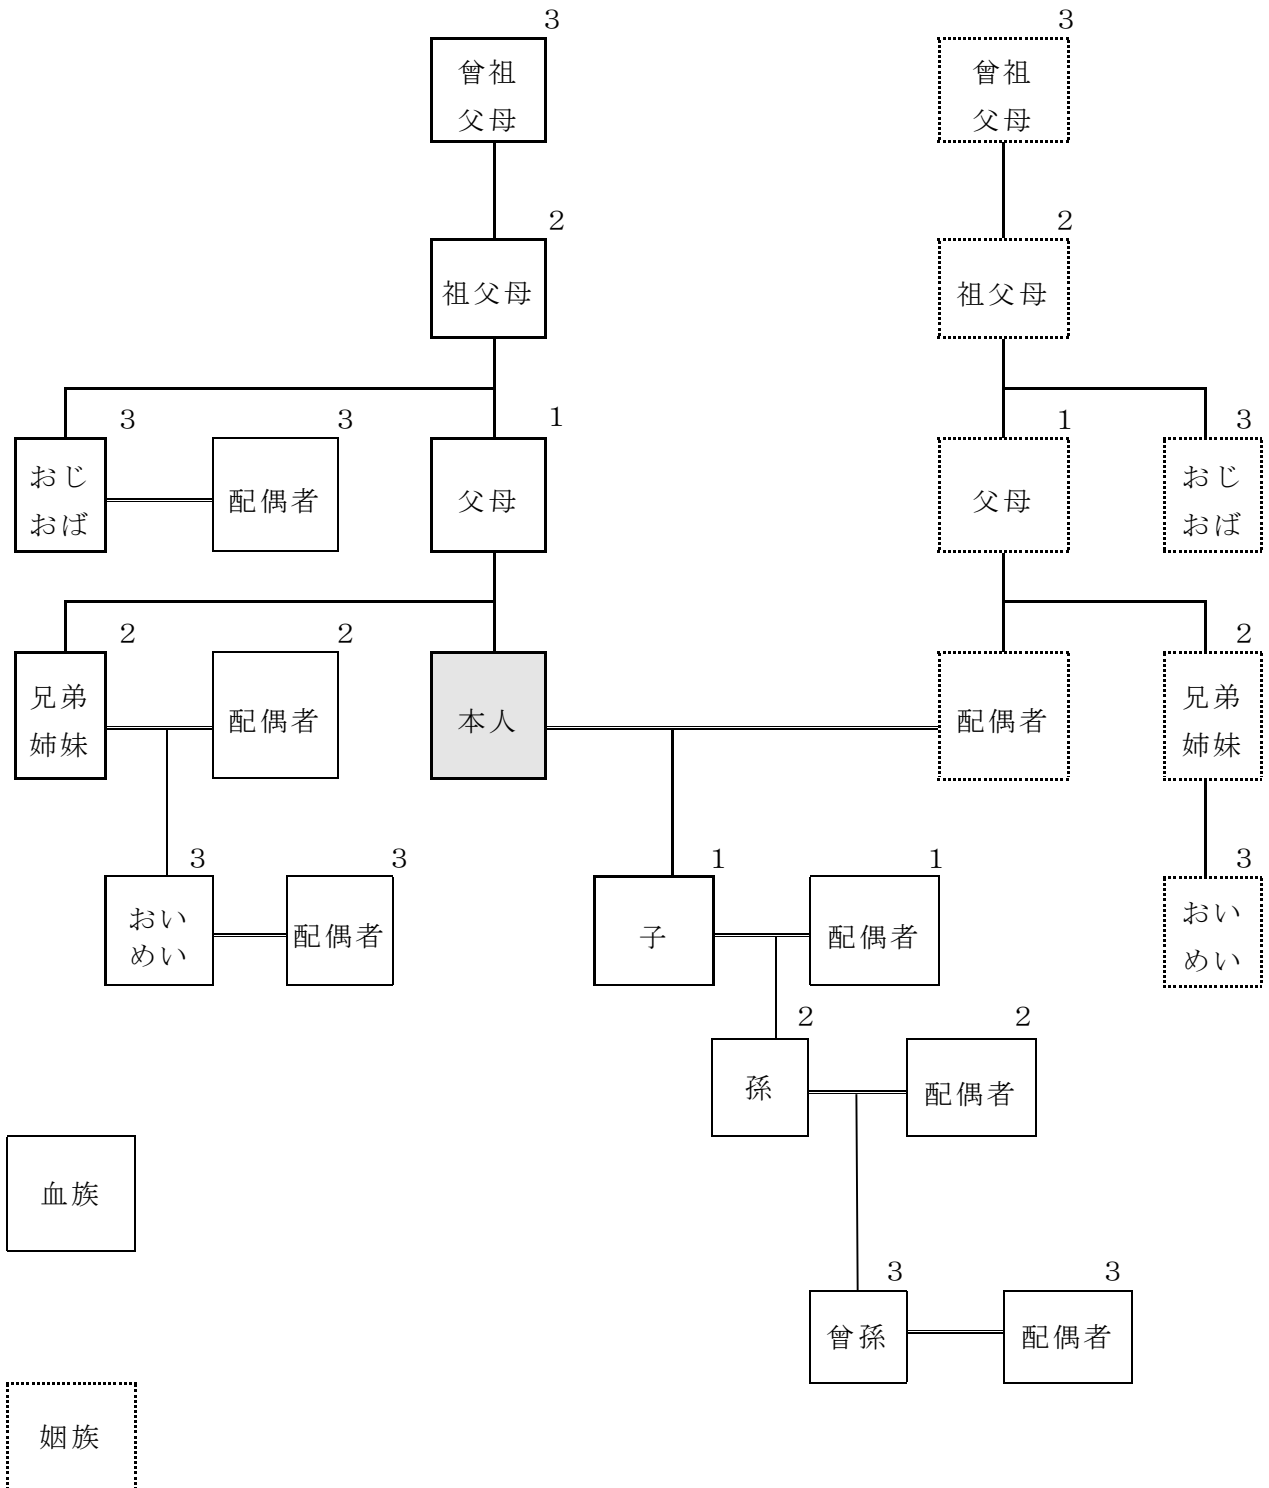 3
3
曾祖
父母
曾祖
父母
2
2
祖父母
祖父母
3
3
1
1
3
おじ
おば
配偶者
父母
父母
おじ
おば
2
2
2
兄弟
姉妹
配偶者
本人
配偶者
兄弟
姉妹
3
3
1
1
3
おい
めい
配偶者
子
配偶者
おい
めい
2
2
孫
配偶者
血族
3
3
曾孫
配偶者
姻族